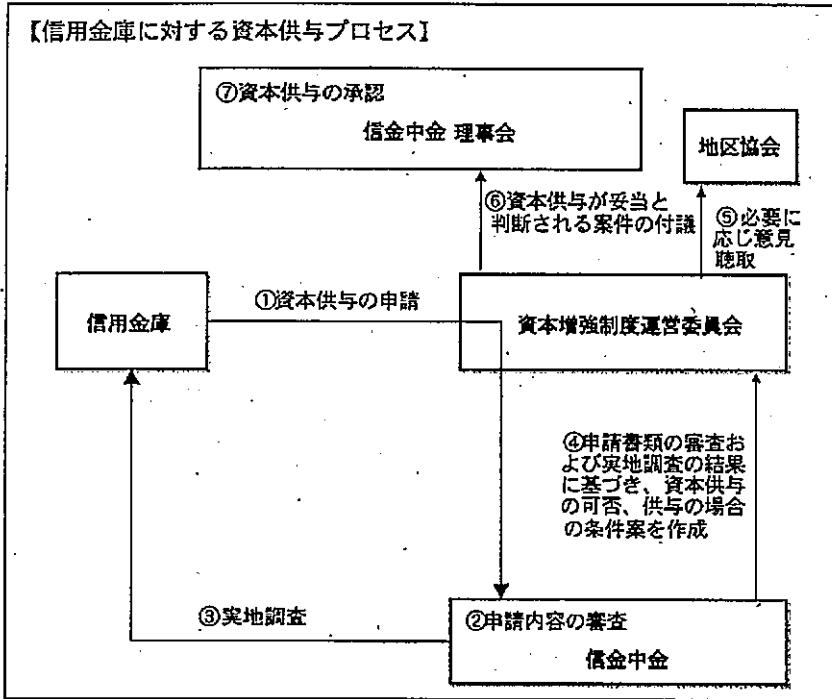 【信用金庫に対する資本供与プロセス】
⑦資本供与の承認
信金中金 理事会
地区協会
⑥資本供与が妥当と
判断される案件の付議
⑤必要に
応じ意見
聴取
信用金庫
①資本供与の申請
資本増強制度運営委員会
④申請書類の審査お
よび実地調査の結果
に基づき、資本供与
の可否、供与の場合
の条件案を作成
③実地調査
②申請内容の審査
信金中金